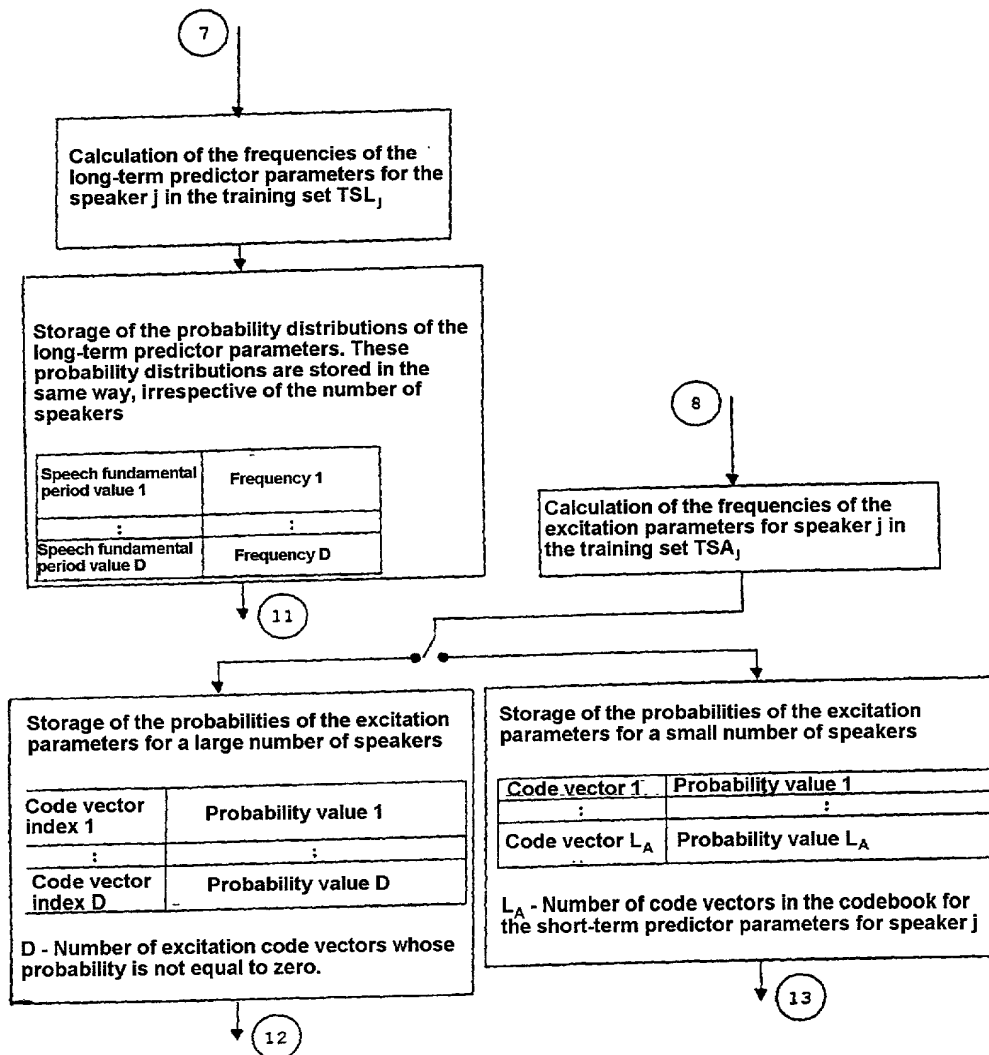 7
Calculation of the frequencies of the
long-term predictor parameters for the
speaker j in the training set TSLj
Storage of the probability distributions of the
long-term predictor parameters. These
probability distributions are stored in the
same way, irrespective of the number of
speakers
Speech fundamental
period value 1
Frequency 1
:
:
Speech fundamental
period value D
Frequency D
11
8
Calculation of the frequencies of the
excitation parameters for speaker j in
the training set TSAj
Storage of the probabilities of the excitation
parameters for a large number of speakers
Code vector
index 1
Probability value 1
:
:
Code vector
index D
Probability value D
D - Number of excitation code vectors whose
probability is not equal to zero.
12
Storage of the probabilities of the excitation
parameters for a small number of speakers
Code vector 1
Probability value 1
:
:
Code vector LA
Probability value LA
LA - Number of code vectors in the codebook for
the short-term predictor parameters for speaker j
13